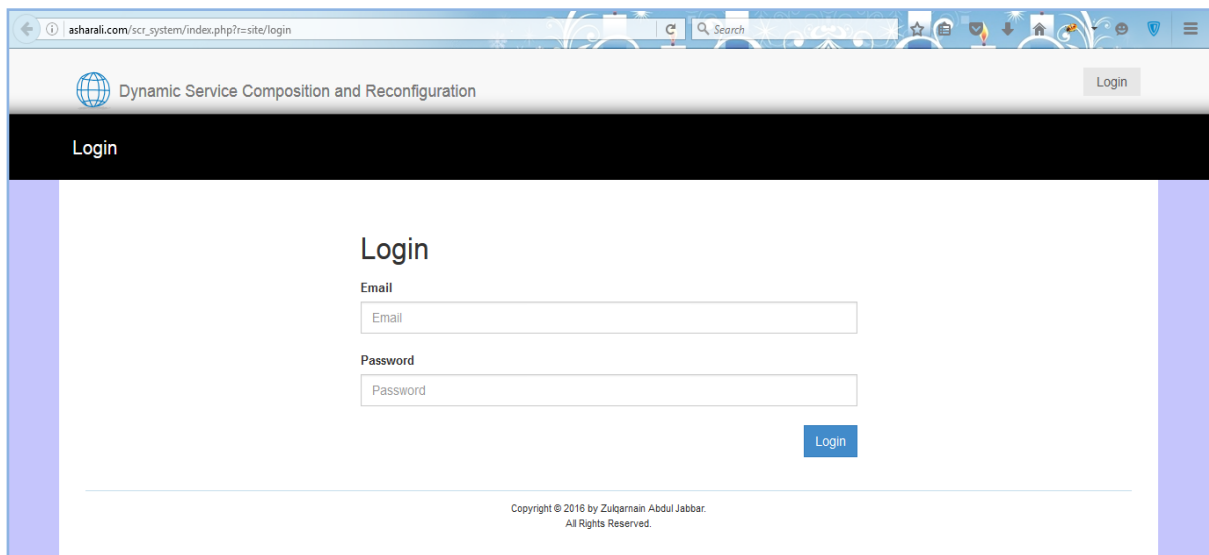 asharali.com/scr_system/index.php?r=site/login
Search
Dynamic Service Composition and Reconfiguration
Login
Login
Login
Email
Email
Password
Password
Login
Copyright © 2016 by Zulqarnain Abdul Jabbar.
All Rights Reserved.